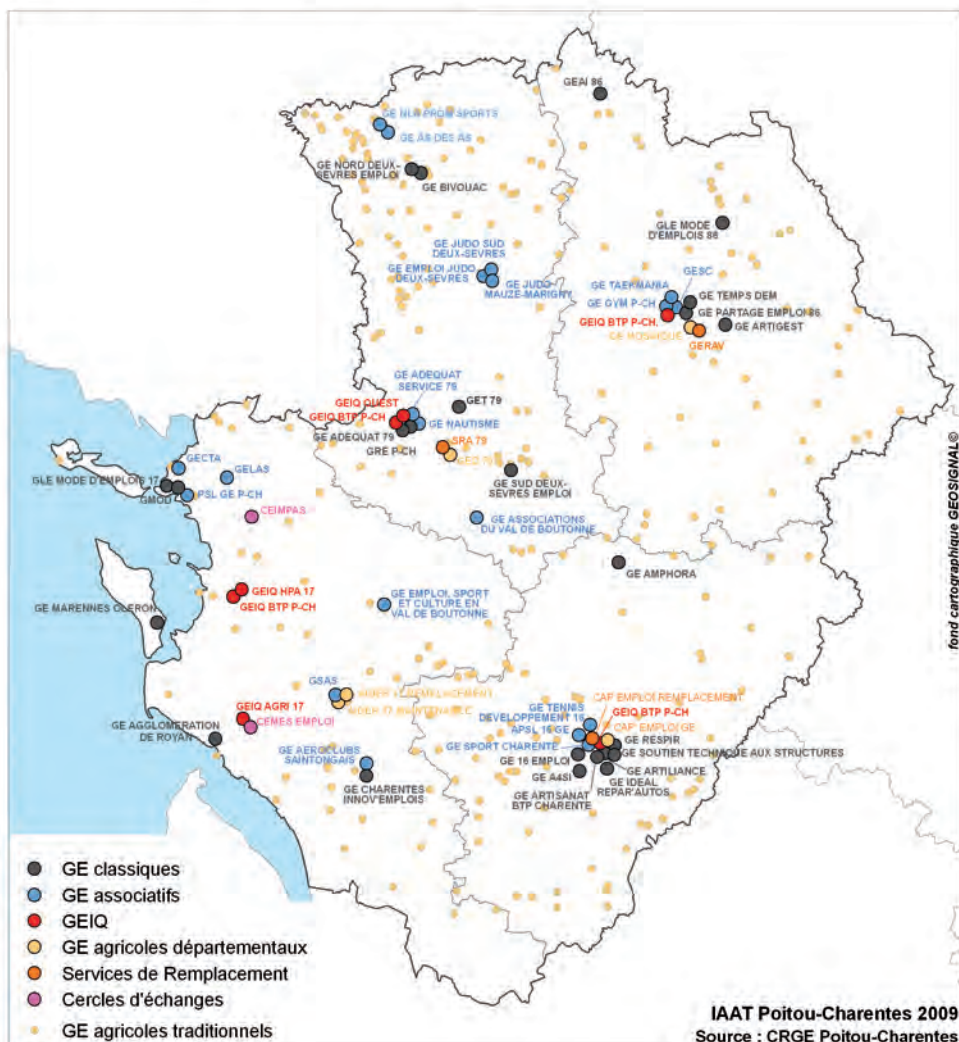 GEAI 86
GE AS DES AS
GE NORD DEUX-
SÈVRES EMPLOI
GE BIVOUAC
GLE MODE
D'EMPLOIS 86
GE JUDO SUD
DEUX-SEVRES
GE EMPLOI JUDO
DEUX-SEVRES
GE JUDO
MAUZE-MARIGNY
GESC
GE TAEKMANIA
GE TEMPS DEM
GE GYM P-CH
GE PARTAGE EMPLOI 86
GEIQ BTP P-CH.
GE ARTIGEST
GE MOSAIQUE
GERAV
GE ADEQUAT
SERVICE 79
GEIQ OUEST
GET 79
GEIQ BTP P-CH
GE NAUTISME
GE ADEQUAT 79
GRE P-CH
SRA 79
GE SUD DEUX-
SÈVRES EMPLOI
GECTA
GELAS
GLE MODE D'EMPLOIS 17
GMOD
PSL GE P-CH
CEIMPAS
GE ASSOCIATIONS
DU VAL DE BOUTONNE
GE AMPHORA
GEIQ HPA 17
GEIQ BTP P-CH
GE MARENNES OLERON
GE EMPLOI, SPORT
ET CULTURE EN
VAL DE BOUTONNE
GSAS
GEIQ AGRI 17
CEMES EMPLOI
GE AGGLOMERATION
DE ROYAN
GE AEROCLUBS
SAINTONGAIS
GE CHARENTES
INNOV'EMPLOIS
CAP EMPLOI REMPLACEMENT
GE TENNIS
DEVELOPPEMENT 16
GEIQ BTP P-CH
APSL 16 GE
CAP' EMPLOI GE
GE SPORT CHARENTE
GE RESPIR
GE 16 EMPLOI
GE SOUTIEN TECHNIQUE AUX STRUCTURES
GE A4SI
GE ARTILIANCE
GE IDEAL
REPAR'AUTOS
GE ARTISANAT
BTP CHARENTE
fond cartographique GEOSIGNAL©
GE classiques
GE associatifs
GEIQ
GE agricoles départementaux
Services de Remplacement
Cercles d'échanges
GE agricoles traditionnels
IAAT Poitou-Charentes 2009
Source : CRGE Poitou-Charentes